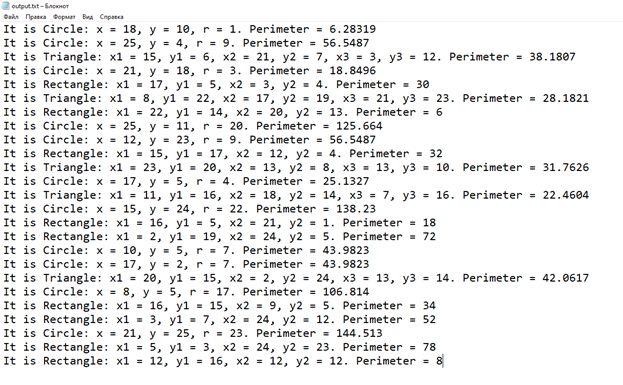 output.txt – Блокнот
Файл Правка Формат Вид Справка
It is Circle: x = 18, y = 10, r = 1. Perimeter = 6.28319
It is Circle: x = 25, y = 4, r = 9. Perimeter = 56.5487
It is Triangle: x1 = 15, y1 = 6, x2 = 21, y2 = 7, x3 = 3, y3 = 12. Perimeter = 38.1807
It is Circle: x = 21, y = 18, r = 3. Perimeter = 18.8496
It is Rectangle: x1 = 17, y1 = 5, x2 = 3, y2 = 4. Perimeter = 30
It is Triangle: x1 = 8, y1 = 22, x2 = 17, y2 = 19, x3 = 21, y3 = 23. Perimeter = 28.1821
It is Rectangle: x1 = 22, y1 = 14, x2 = 20, y2 = 13. Perimeter = 6
It is Circle: x = 25, y = 11, r = 20. Perimeter = 125.664
It is Circle: x = 12, y = 23, r = 9. Perimeter = 56.5487
It is Rectangle: x1 = 15, y1 = 17, x2 = 12, y2 = 4. Perimeter = 32
It is Triangle: x1 = 23, y1 = 20, x2 = 13, y2 = 8, x3 = 13, y3 = 10. Perimeter = 31.7626
It is Circle: x = 17, y = 5, r = 4. Perimeter = 25.1327
It is Triangle: x1 = 11, y1 = 16, x2 = 18, y2 = 14, x3 = 7, y3 = 16. Perimeter = 22.4604
It is Circle: x = 15, y = 24, r = 22. Perimeter = 138.23
It is Rectangle: x1 = 16, y1 = 5, x2 = 21, y2 = 1. Perimeter = 18
It is Rectangle: x1 = 2, y1 = 19, x2 = 24, y2 = 5. Perimeter = 72
It is Circle: x = 10, y = 5, r = 7. Perimeter = 43.9823
It is Circle: x = 17, y = 2, r = 7. Perimeter = 43.9823
It is Triangle: x1 = 20, y1 = 15, x2 = 2, y2 = 24, x3 = 13, y3 = 14. Perimeter = 42.0617
It is Circle: x = 8, y = 5, r = 17. Perimeter = 106.814
It is Rectangle: x1 = 16, y1 = 15, x2 = 9, y2 = 5. Perimeter = 34
It is Rectangle: x1 = 3, y1 = 7, x2 = 24, y2 = 12. Perimeter = 52
It is Circle: x = 21, y = 25, r = 23. Perimeter = 144.513
It is Rectangle: x1 = 5, y1 = 3, x2 = 24, y2 = 23. Perimeter = 78
It is Rectangle: x1 = 12, y1 = 16, x2 = 12, y2 = 12. Perimeter = 8